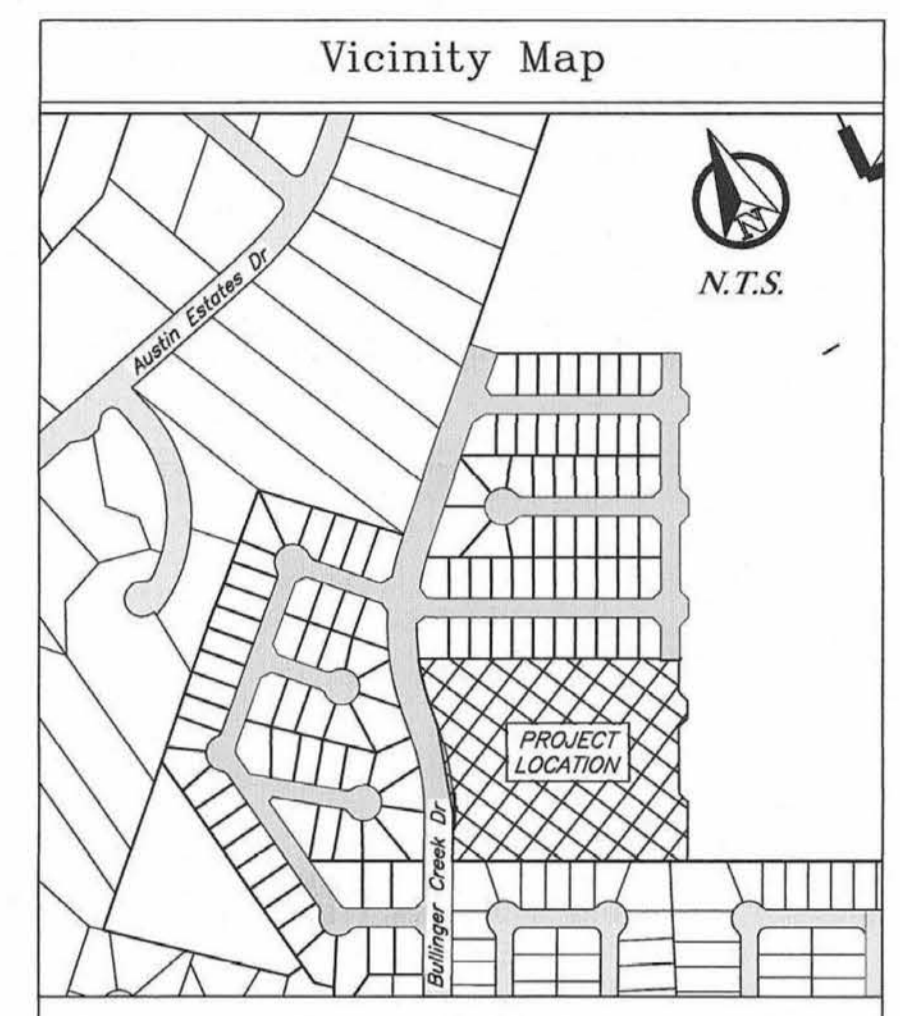 Vicinity Map
N
N.T.S.
Austin Estates Dr
PROJECT
LOCATION
Bullinger Creek Dr